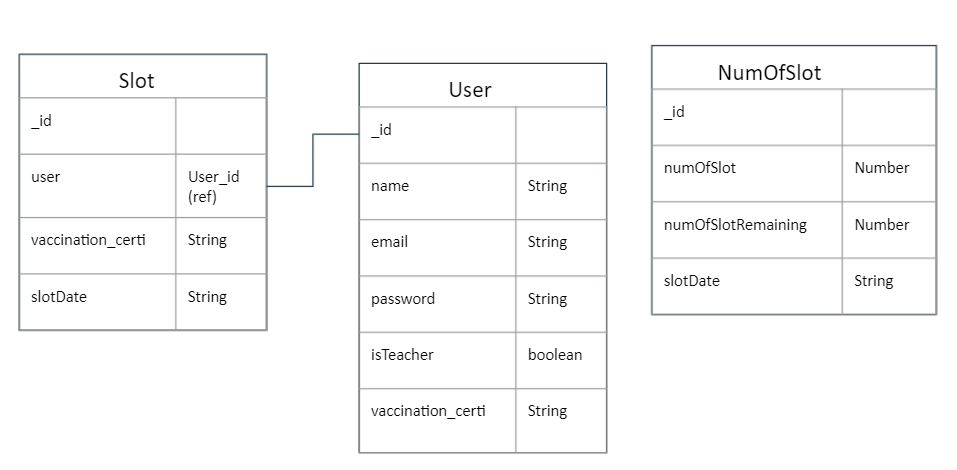 Slot
_id
user
User_id
(ref)
vaccination_certi
String
slotDate
String
User
_id
name
String
email
String
password
String
isTeacher
boolean
vaccination_certi
String
NumOfSlot
_id
numOfSlot
Number
numOfSlotRemaining
Number
slotDate
String